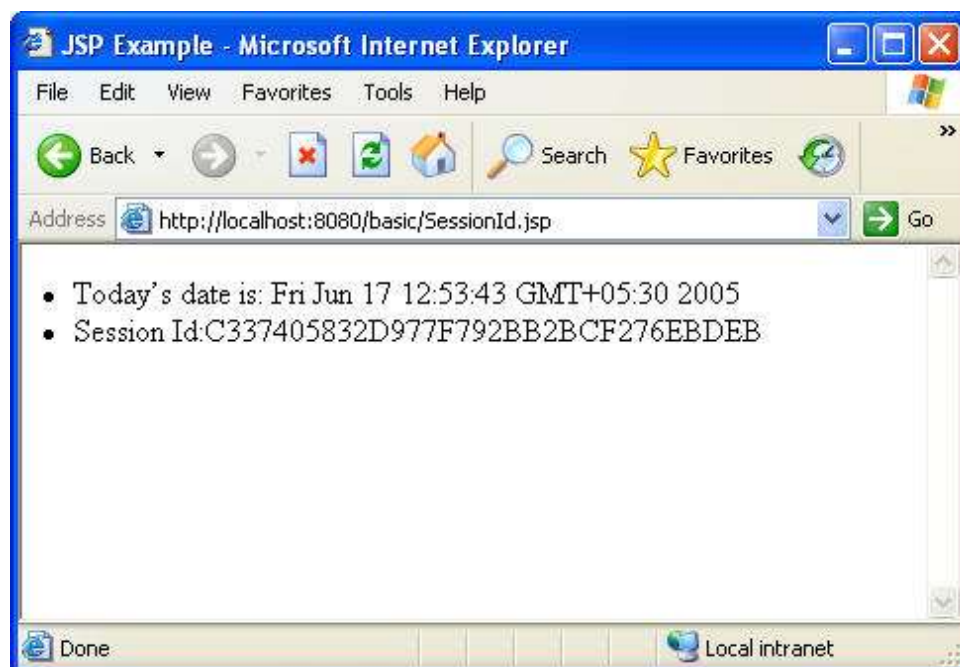 JSP Example - Microsoft Internet Explorer
File Edit View Favorites Tools Help
Back Search Favorites »
Address http://localhost:8080/basic/SessionId.jsp Go
• Today's date is: Fri Jun 17 12:53:43 GMT+05:30 2005
• Session Id:C337405832D977F792BB2BCF276EBDEB
Done Local intranet